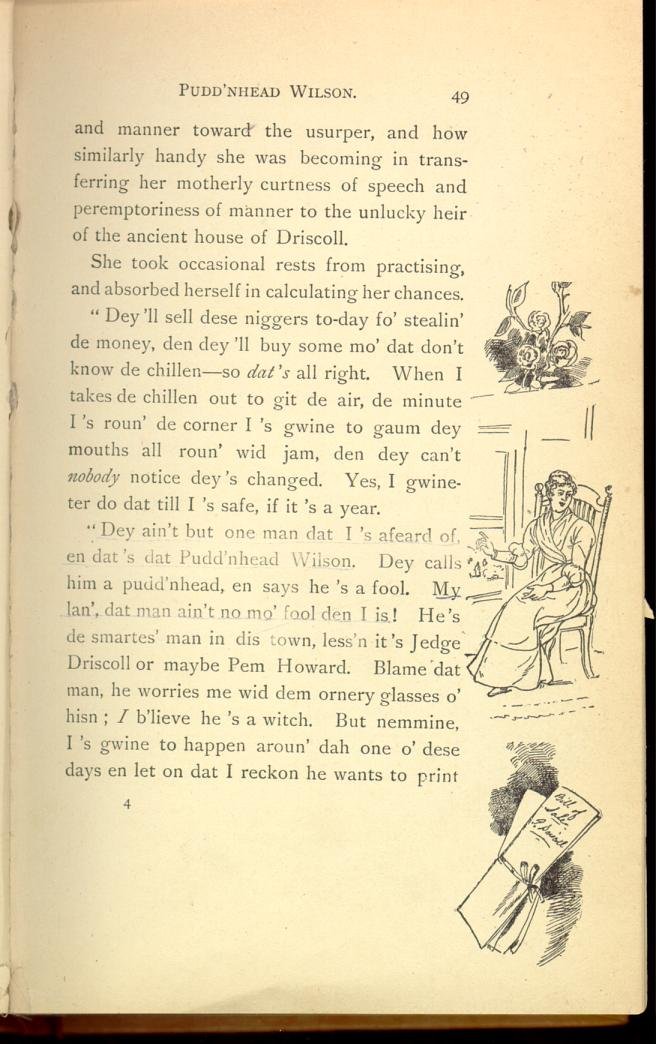 PUDD'NHEAD WILSON. 49
and manner toward the usurper, and how
similarly handy she was becoming in trans-
ferring her motherly curtness of speech and
peremptoriness of manner to the unlucky heir
of the ancient house of Driscoll.
She took occasional rests from practising,
and absorbed herself in calculating her chances.
" Dey 'll sell dese niggers to-day fo' stealin'
de money, den dey 'll buy some mo' dat don't
know de chillen—so dat's all right. When I
takes de chillen out to git de air, de minute
I 's roun' de corner I 's gwine to gaum dey
mouths all roun' wid jam, den dey can't
nobody notice dey's changed. Yes, I gwine-
ter do dat till I 's safe, if it 's a year.
" Dey ain't but one man dat I 's afeard of,
en dat's dat Pudd'nhead Wilson. Dey calls
him a pudd'nhead, en says he 's a fool. My
lan', dat man ain't no mo' fool den I is! He's
de smartes' man in dis town, less'n it's Jedge
Driscoll or maybe Pem Howard. Blame dat
man, he worries me wid dem ornery glasses o'
hisn ; I b'lieve he 's a witch. But nemmine,
I 's gwine to happen aroun' dah one o' dese
days en let on dat I reckon he wants to print
4
Bill of
Sale.